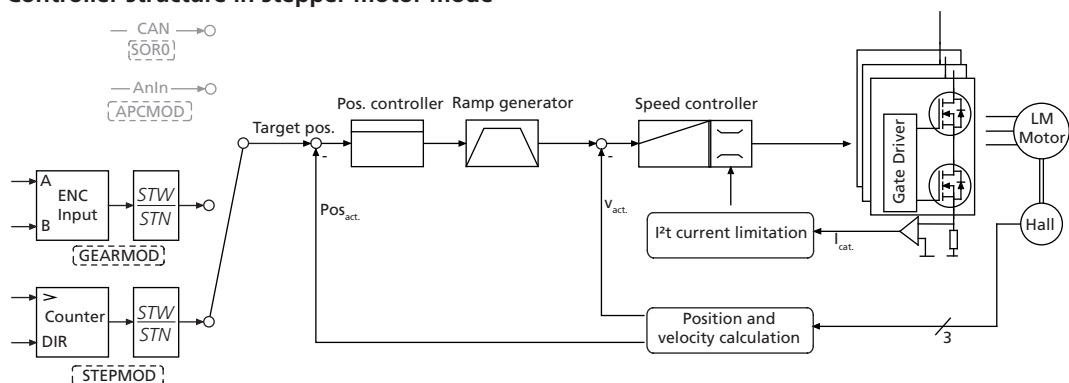 Controller structure in stepper motor mode
CAN
SOR0
AnIn
APCMOD
Target pos.
Pos. controller
Ramp generator
Speed controller
-
-
Gate Driver
LM
Motor
Hall
A
ENC
Input
B
STW
STN
GEARMOD
Pos act.
v act.
I²t current limitation
I cat.
>
Counter
DIR
STW
STN
STEPMOD
Position and
velocity calculation
3